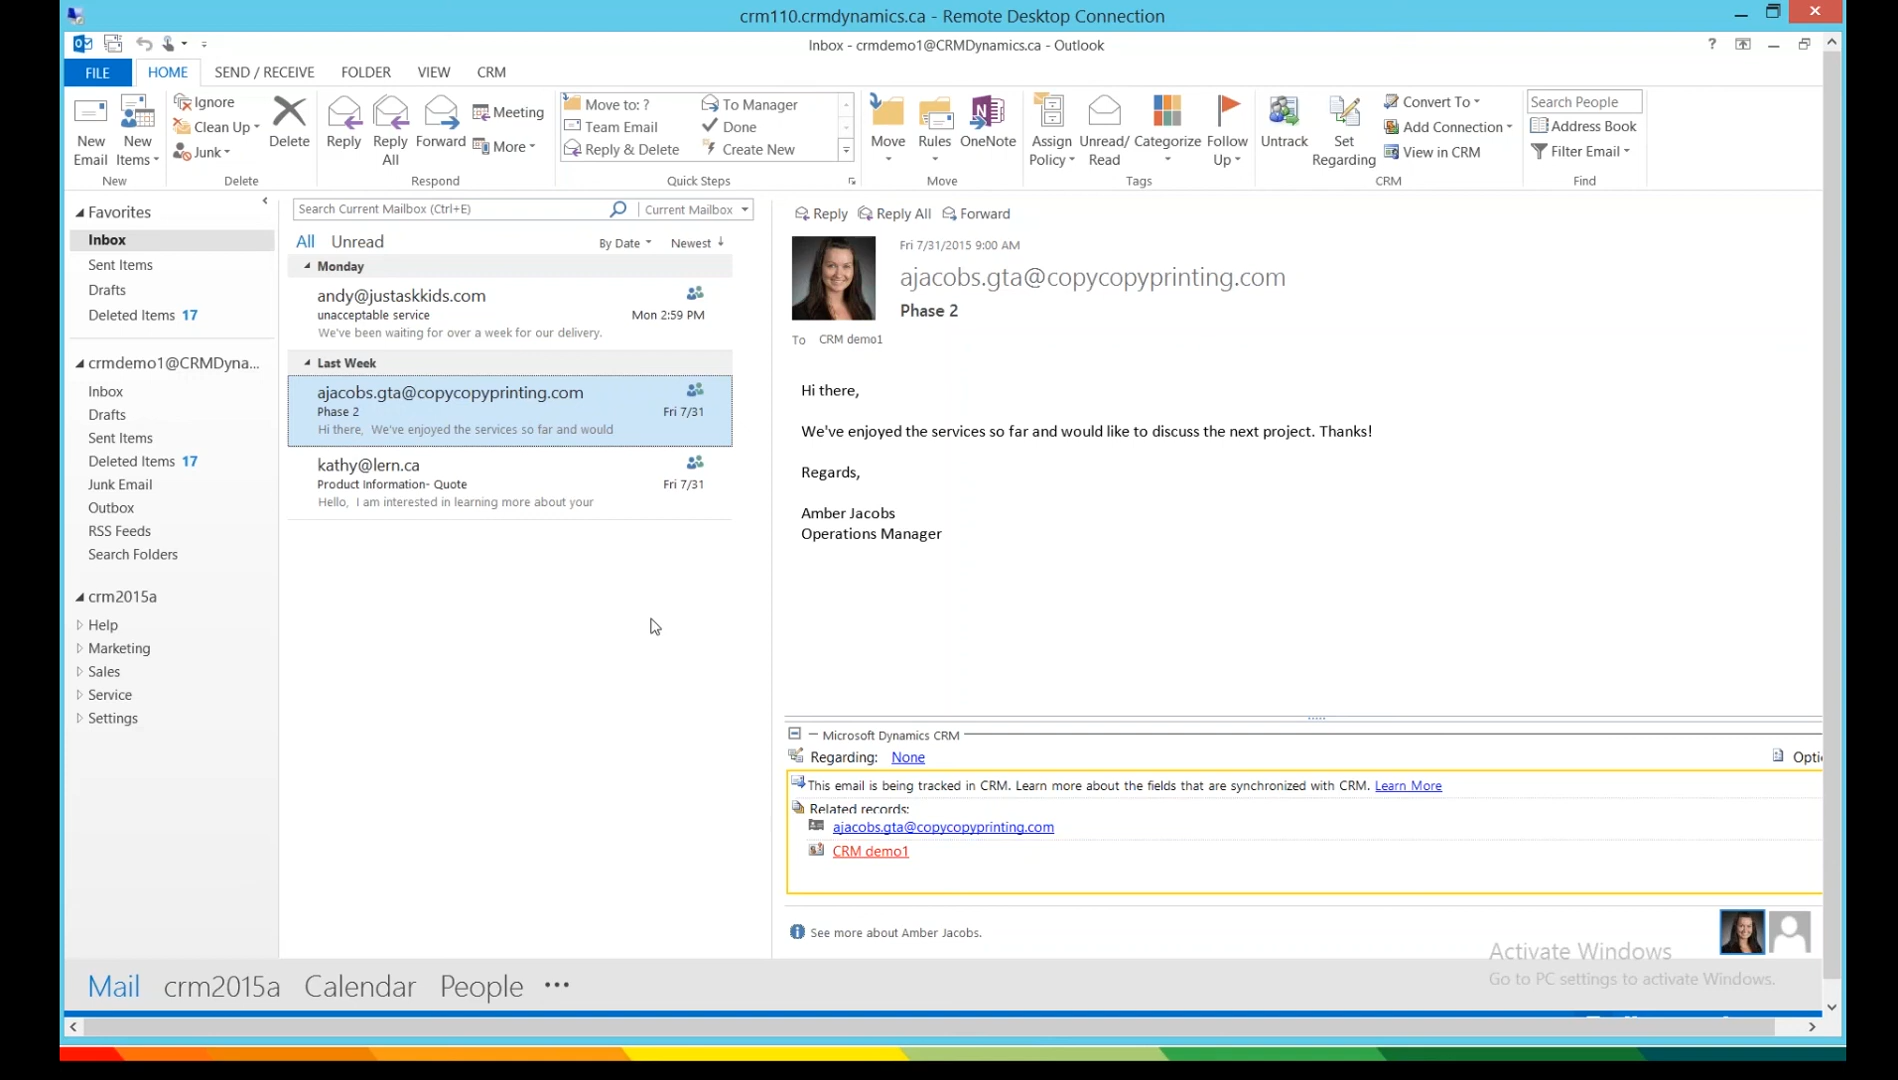 crm110.crmdynamics.ca - Remote Desktop Connection
Inbox - crmdemo1@CRMDynamics.ca - Outlook
FILE HOME SEND / RECEIVE FOLDER VIEW CRM
New Email
New Items
New
Ignore
Clean Up
Junk
Delete
Delete
Reply
Reply All
Forward
Meeting
More
Respond
Move to: ?
Team Email
Reply & Delete
To Manager
Done
Create New
Quick Steps
Move
Rules
OneNote
Move
Assign Policy
Unread/ Read
Categorize
Follow Up
Tags
Untrack
Set Regarding
Convert To
Add Connection
View in CRM
CRM
Search People
Address Book
Filter Email
Find
Favorites
Inbox
Sent Items
Drafts
Deleted Items 17
crmdemo1@CRMDyna...
Inbox
Drafts
Sent Items
Deleted Items 17
Junk Email
Outbox
RSS Feeds
Search Folders
crm2015a
Help
Marketing
Sales
Service
Settings
Search Current Mailbox (Ctrl+E) Current Mailbox
All Unread By Date Newest
Monday
andy@justaskkids.com
unacceptable service Mon 2:59 PM
We've been waiting for over a week for our delivery.
Last Week
ajacobs.gta@copycopyprinting.com
Phase 2 Fri 7/31
Hi there, We've enjoyed the services so far and would
kathy@lern.ca
Product Information- Quote Fri 7/31
Hello, I am interested in learning more about your
Reply Reply All Forward
Fri 7/31/2015 9:00 AM
ajacobs.gta@copycopyprinting.com
Phase 2
To CRM demo1
Hi there,
We've enjoyed the services so far and would like to discuss the next project. Thanks!
Regards,
Amber Jacobs
Operations Manager
Microsoft Dynamics CRM
Regarding: None Opti
This email is being tracked in CRM. Learn more about the fields that are synchronized with CRM. Learn More
Related records:
ajacobs.gta@copycopyprinting.com
CRM demo1
See more about Amber Jacobs.
Activate Windows
Go to PC settings to activate Windows.
Mail crm2015a Calendar People •••